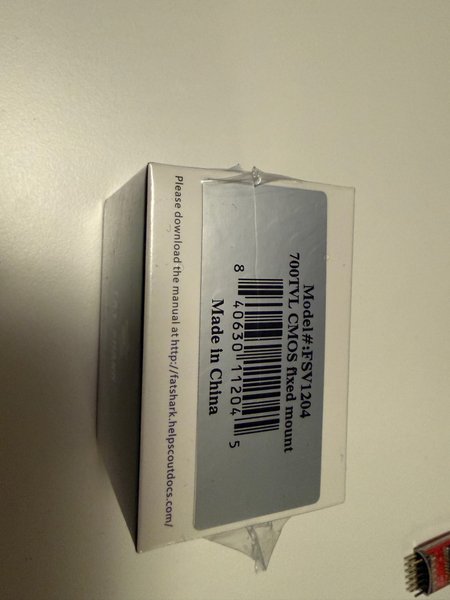 Model #:FSV1204
700TVL CMOS fixed mount
8 40630 11204 5
Made in China
Please download the manual at http://fatshark.helpscoutdocs.com/